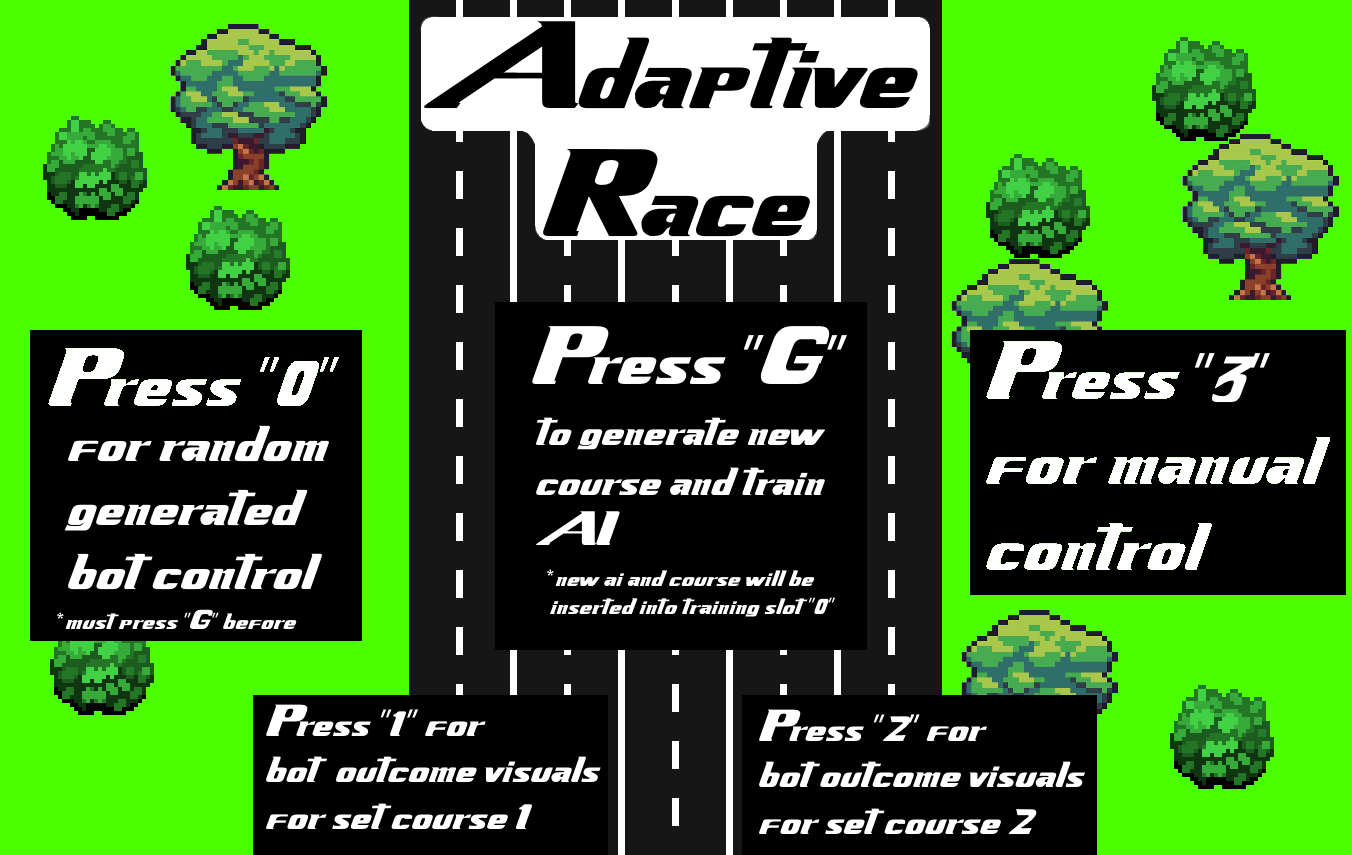 Adaptive
Race
Press "0"
for random
generated
bot control
*must press "G" before
Press "G"
to generate new
course and train
AI
*new ai and course will be
inserted into training slot "0"
Press "3"
for manual
control
Press "1" for
bot outcome visuals
for set course 1
Press "2" for
bot outcome visuals
for set course 2